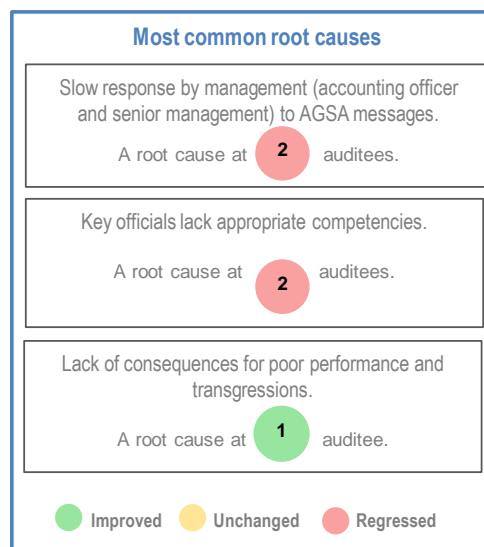 Most common root causes
Slow response by management (accounting officer
and senior management) to AGSA messages.
A root cause at 2 auditees.
Key officials lack appropriate competencies.
A root cause at 2 auditees.
Lack of consequences for poor performance and
transgressions.
A root cause at 1 auditee.
Improved Unchanged Regressed